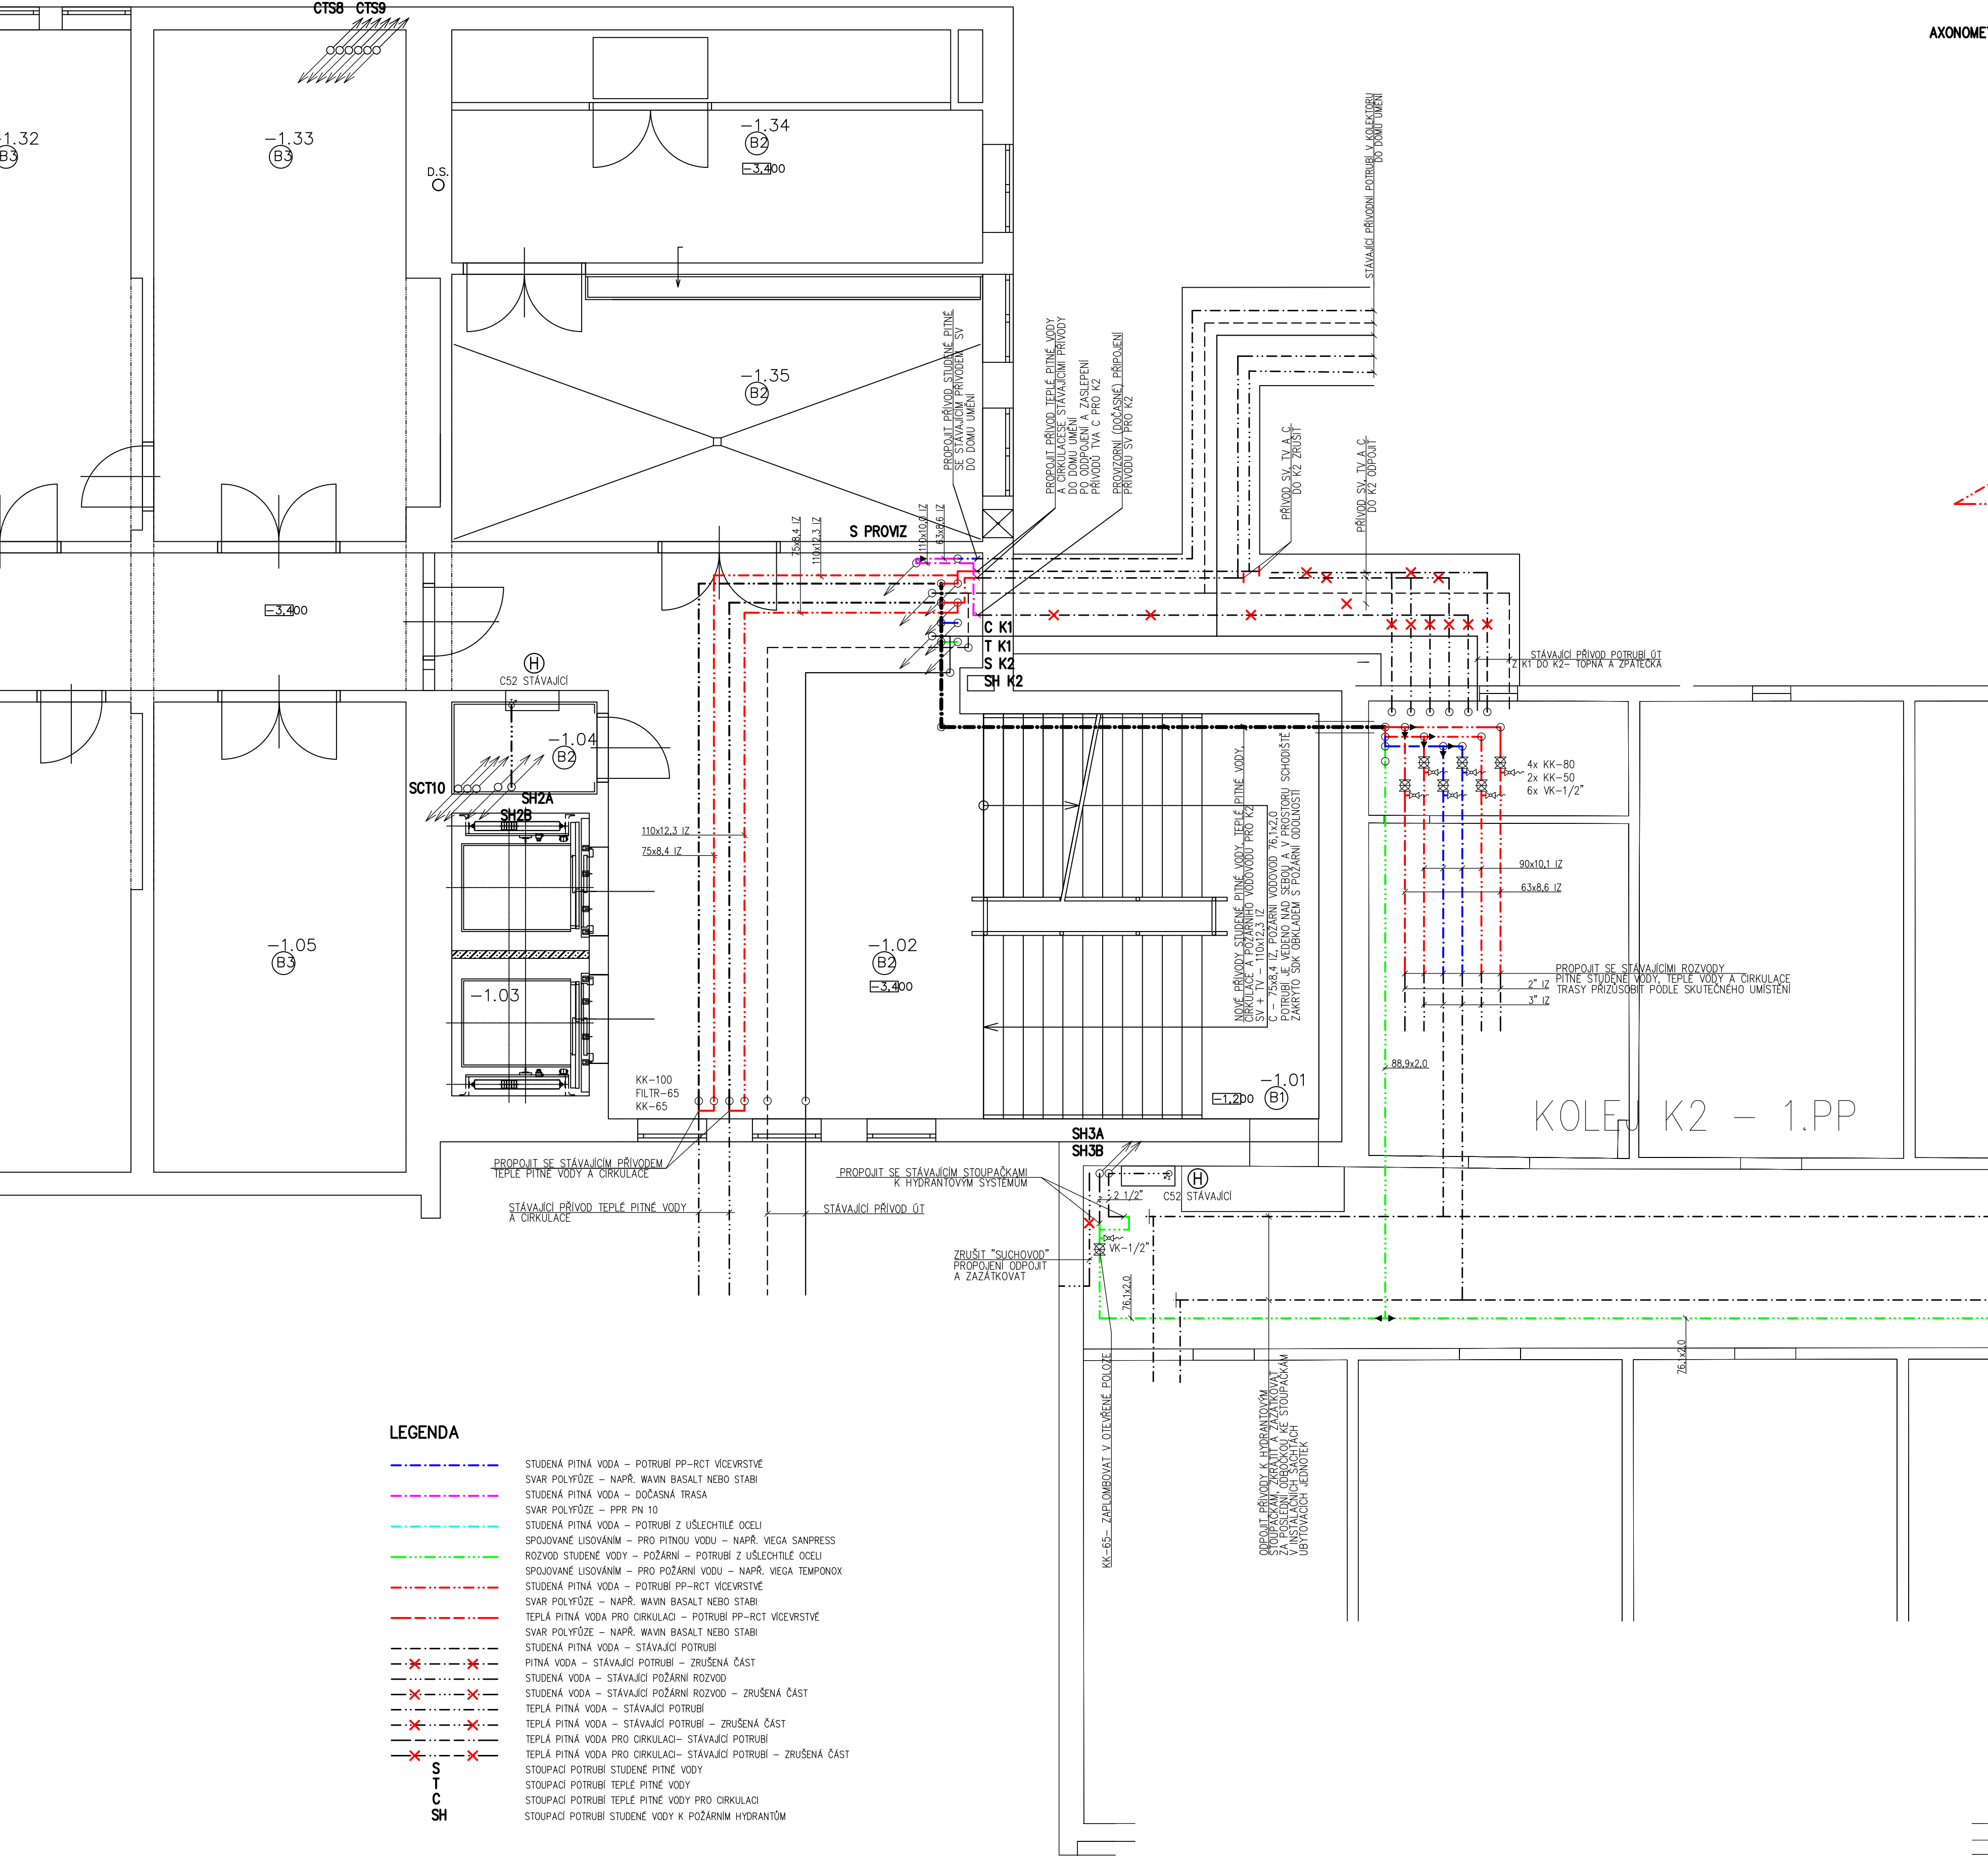 CTS8 CTS9
-1.33
B3
-1.34
B2
-3,400
D.S.
B3
-1.35
B2
STÁVAJÍCÍ PŘÍVODNÍ POTRUBÍ V KOLEKTORU
DO DOMU UMĚNÍ
PROPOJIT PŘÍVOD STUDENÉ PITNÉ
SE STÁVAJÍCÍM PŘÍVODEM SV
DO DOMU UMĚNÍ
PROPOJIT PŘÍVOD TEPLÉ PITNÉ VODY
A CIRKULACESE STÁVAJÍCÍMI PŘÍVODY
DO DOMU UMĚNÍ
PO ODDPOJENÍ A ZASLEPENÍ
PŘÍVODŮ TVA C PRO K2
PROVIZORNÍ (DOČASNÉ) PŘIPOJENÍ
PŘÍVODU SV PRO K2
PŘÍVOD SV, TV A C
DO K2 ZRUŠIT
PŘÍVOD SV, TV A C
DO K2 ODPOJIT
S PROVIZ
75x8,4 IZ
110x12,3 IZ
110x10,0 IZ
63x8,6 IZ
-3,400
C K1
T K1
S K2
SH K2
STÁVAJÍCÍ PŘÍVOD POTRUBÍ ÚT
Z K1 DO K2- TOPNÁ A ZPÁTEČKA
H
C52 STÁVAJÍCÍ
-1.04
B2
SCT10
SH2A
SH2B
110x12,3 IZ
75x8,4 IZ
4x KK-80
2x KK-50
6x VK-1/2"
90x10,1 IZ
63x8,6 IZ
NOVÉ PŘÍVODY STUDENÉ PITNÉ VODY, TEPLÉ PITNÉ VODY,
CIRKULACE A POŽÁRNÍHO VODOVODU PRO K2
SV + TV - 110x12,3 IZ
C - 75x8,4 IZ, POŽÁRNÍ VODOVOD 76,1x2,0
POTRUBÍ JE VEDENO NAD SEBOU A V PROSTORU SCHODIŠTĚ
ZAKRYTO SDK OBKLADEM S POŽÁRNÍ ODOLNOSTÍ
-1.05
B3
-1.03
-1.02
B2
-3,400
PROPOJIT SE STÁVAJÍCÍMI ROZVODY
PITNÉ STUDENÉ VODY, TEPLÉ VODY A CIRKULACE
TRASY PŘIZŮSOBIT PODLE SKUTEČNÉHO UMÍSTĚNÍ
2" IZ
3" IZ
88,9x2,0
KK-100
FILTR-65
KK-65
-1.01
B1
-1,200
KOLEJ K2 - 1.PP
PROPOJIT SE STÁVAJÍCÍM PŘÍVODEM
TEPLÉ PITNÉ VODY A CIRKULACE
STÁVAJÍCÍ PŘÍVOD TEPLÉ PITNÉ VODY
A CIRKULACE
STÁVAJÍCÍ PŘÍVOD ÚT
SH3A
SH3B
PROPOJIT SE STÁVAJÍCÍM STOUPAČKAMI
K HYDRANTOVÝM SYSTÉMŮM
H
C52 STÁVAJÍCÍ
2 1/2"
VK-1/2"
ZRUŠIT "SUCHOVOD"
PROPOJENÍ ODPOJIT
A ZAZÁTKOVAT
76,1x2,0
76,1x2,0
KK-65- ZAPLOMBOVAT V OTEVŘENÉ POLOZE
ODPOJIT PŘÍVODY K HYDRANTOVÝM
STOUPAČKÁM, ZKRÁTIT A ZAZÁTKOVAT
ZA POSLEDNÍ ODBOČKOU KE STOUPAČKÁM
V INSTALAČNÍCH ŠACHTÁCH
UBYTOVACÍCH JEDNOTEK
LEGENDA
STUDENÁ PITNÁ VODA - POTRUBÍ PP-RCT VÍCEVRSTVÉ
SVAR POLYFŮZE - NAPŘ. WAVIN BASALT NEBO STABI
STUDENÁ PITNÁ VODA - DOČASNÁ TRASA
SVAR POLYFŮZE - PPR PN 10
STUDENÁ PITNÁ VODA - POTRUBÍ Z UŠLECHTILÉ OCELI
SPOJOVANÉ LISOVÁNÍM - PRO PITNOU VODU - NAPŘ. VIEGA SANPRESS
ROZVOD STUDENÉ VODY - POŽÁRNÍ - POTRUBÍ Z UŠLECHTILÉ OCELI
SPOJOVANÉ LISOVÁNÍM - PRO POŽÁRNÍ VODU - NAPŘ. VIEGA TEMPONOX
STUDENÁ PITNÁ VODA - POTRUBÍ PP-RCT VÍCEVRSTVÉ
SVAR POLYFŮZE - NAPŘ. WAVIN BASALT NEBO STABI
TEPLÁ PITNÁ VODA PRO CIRKULACI - POTRUBÍ PP-RCT VÍCEVRSTVÉ
SVAR POLYFŮZE - NAPŘ. WAVIN BASALT NEBO STABI
STUDENÁ PITNÁ VODA - STÁVAJÍCÍ POTRUBÍ
PITNÁ VODA - STÁVAJÍCÍ POTRUBÍ - ZRUŠENÁ ČÁST
STUDENÁ VODA - STÁVAJÍCÍ POŽÁRNÍ ROZVOD
STUDENÁ VODA - STÁVAJÍCÍ POŽÁRNÍ ROZVOD - ZRUŠENÁ ČÁST
TEPLÁ PITNÁ VODA - STÁVAJÍCÍ POTRUBÍ
TEPLÁ PITNÁ VODA - STÁVAJÍCÍ POTRUBÍ - ZRUŠENÁ ČÁST
TEPLÁ PITNÁ VODA PRO CIRKULACI- STÁVAJÍCÍ POTRUBÍ
TEPLÁ PITNÁ VODA PRO CIRKULACI- STÁVAJÍCÍ POTRUBÍ - ZRUŠENÁ ČÁST
S STOUPACÍ POTRUBÍ STUDENÉ PITNÉ VODY
T STOUPACÍ POTRUBÍ TEPLÉ PITNÉ VODY
C STOUPACÍ POTRUBÍ TEPLÉ PITNÉ VODY PRO CIRKULACI
SH STOUPACÍ POTRUBÍ STUDENÉ VODY K POŽÁRNÍM HYDRANTŮM